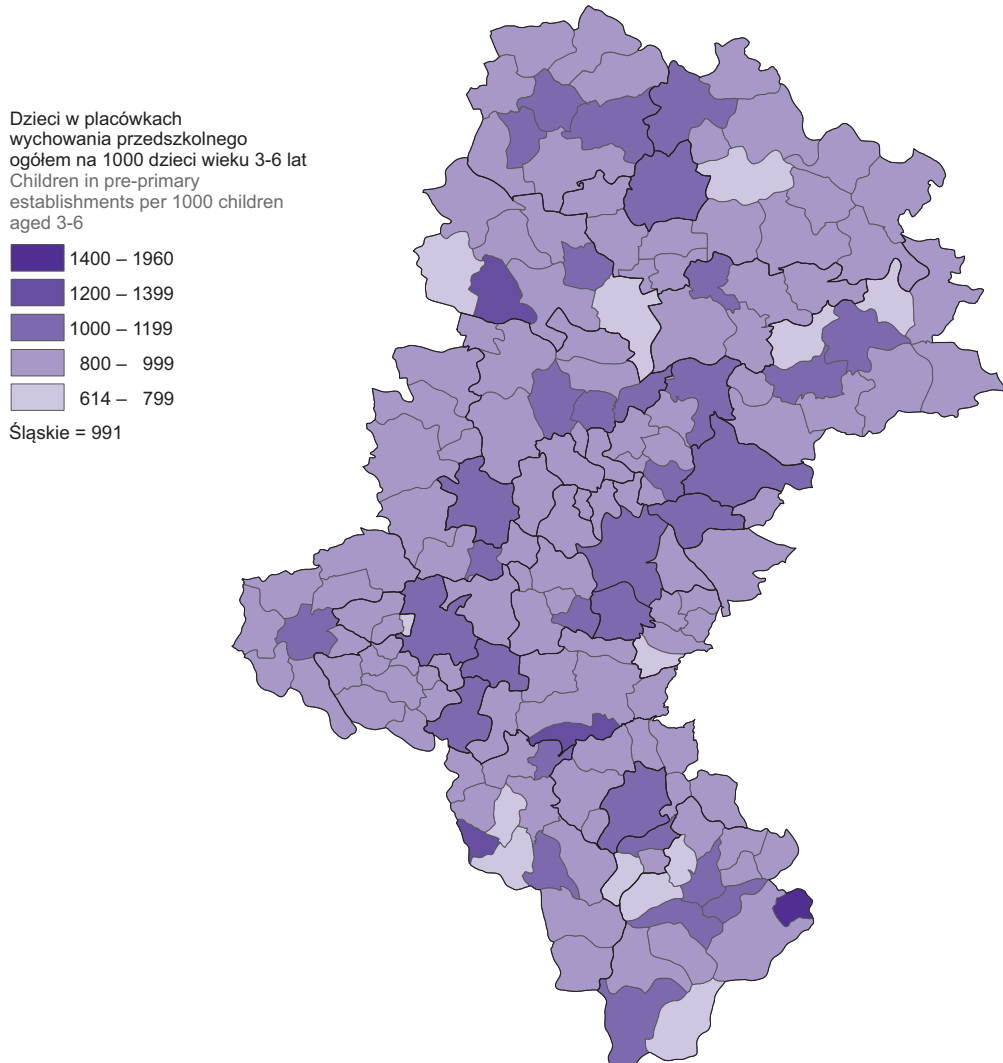 Dzieci w placówkach
wychowania przedszkolnego
ogółem na 1000 dzieci wieku 3-6 lat
Children in pre-primary
establishments per 1000 children
aged 3-6
1400 – 1960
1200 – 1399
1000 – 1199
800 – 999
614 – 799
Śląskie = 991